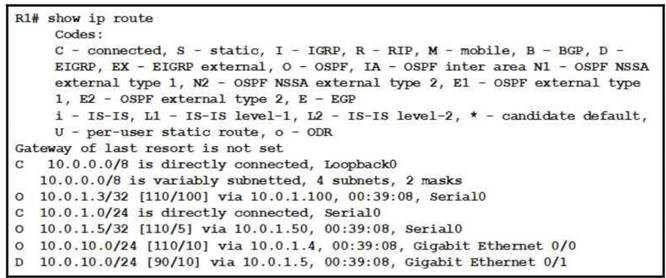 R1# show ip route
Codes:
C - connected, S - static, I - IGRP, R - RIP, M - mobile, B - BGP, D -
EIGRP, EX - EIGRP external, O - OSPF, IA - OSPF inter area N1 - OSPF NSSA
external type 1, N2 - OSPF NSSA external type 2, E1 - OSPF external type
1, E2 - OSPF external type 2, E - EGP
i - IS-IS, L1 - IS-IS level-1, L2 - IS-IS level-2, * - candidate default,
U - per-user static route, o - ODR
Gateway of last resort is not set
C 10.0.0.0/8 is directly connected, Loopback0
10.0.0.0/8 is variably subnetted, 4 subnets, 2 masks
O 10.0.1.3/32 [110/100] via 10.0.1.100, 00:39:08, Serial0
C 10.0.1.0/24 is directly connected, Serial0
O 10.0.1.5/32 [110/5] via 10.0.1.50, 00:39:08, Serial0
O 10.0.10.0/24 [110/10] via 10.0.1.4, 00:39:08, Gigabit Ethernet 0/0
D 10.0.10.0/24 [90/10] via 10.0.1.5, 00:39:08, Gigabit Ethernet 0/1